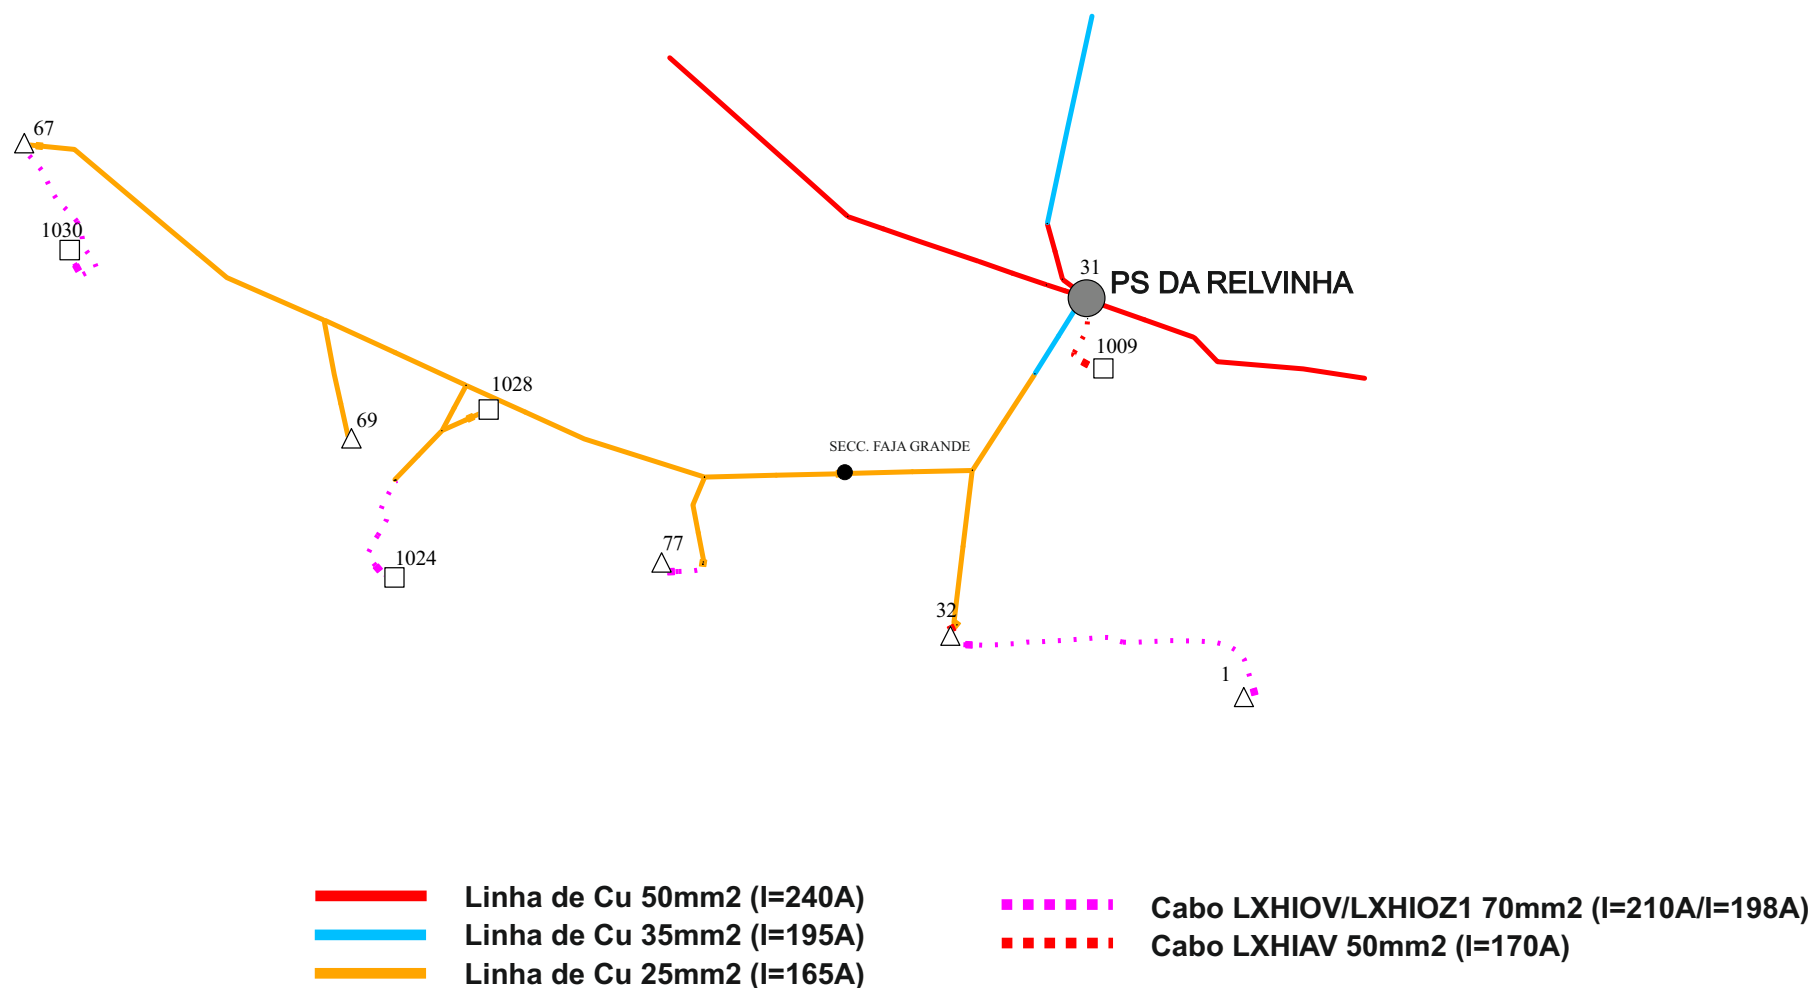 67
1030
31
PS DA RELVINHA
1009
1028
69
SECC. FAJA GRANDE
77
1024
32
1
Linha de Cu 50mm2 (I=240A)
Linha de Cu 35mm2 (I=195A)
Linha de Cu 25mm2 (I=165A)
Cabo LXHIOV/LXHIOZ1 70mm2 (I=210A/I=198A)
Cabo LXHIAV 50mm2 (I=170A)